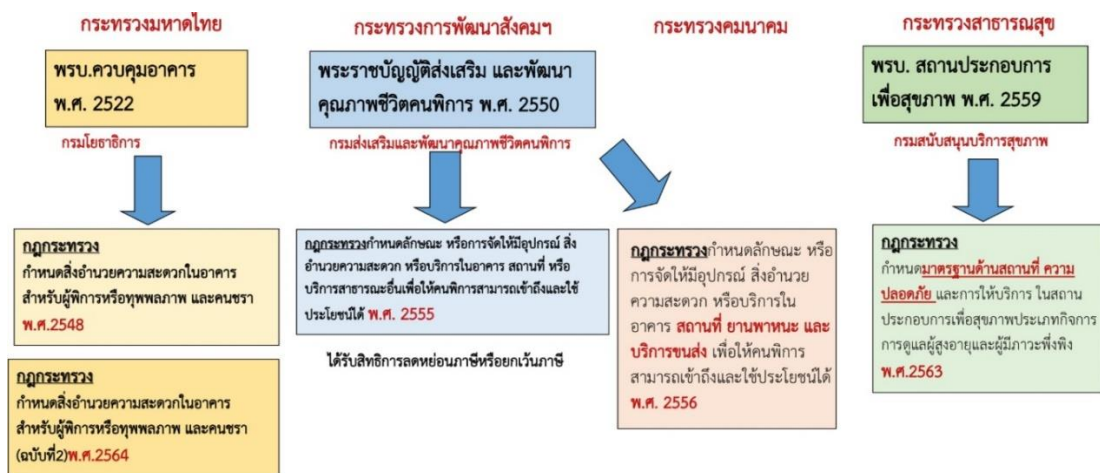 กระทรวงมหาดไทย
พรบ.ควบคุมอาคาร
พ.ศ. 2522
กรมโยธาธิการ
กฎกระทรวง
กำหนดสิ่งอำนวยความสะดวกในอาคาร
สำหรับผู้พิการหรือทุพพลภาพ และคนชรา
พ.ศ.2548
กฎกระทรวง
กำหนดสิ่งอำนวยความสะดวกในอาคาร
สำหรับผู้พิการหรือทุพพลภาพ และคนชรา
(ฉบับที่2)พ.ศ.2564
กระทรวงการพัฒนาสังคมฯ
พระราชบัญญัติส่งเสริม และพัฒนา
คุณภาพชีวิตคนพิการ พ.ศ. 2550
กรมส่งเสริมและพัฒนาคุณภาพชีวิตคนพิการ
กฎกระทรวงกำหนดลักษณะ หรือการจัดให้มีอุปกรณ์ สิ่ง
อำนวยความสะดวก หรือบริการในอาคาร สถานที่ หรือ
บริการสาธารณะอื่นเพื่อให้คนพิการสามารถเข้าถึงและใช้
ประโยชน์ได้ พ.ศ. 2555
ได้รับสิทธิการลดหย่อนภาษีหรือยกเว้นภาษี
กระทรวงคมนาคม
กฎกระทรวงกำหนดลักษณะ หรือ
การจัดให้มีอุปกรณ์ สิ่งอำนวย
ความสะดวก หรือบริการใน
อาคาร สถานที่ ยานพาหนะ และ
บริการขนส่ง เพื่อให้คนพิการ
สามารถเข้าถึงและใช้ประโยชน์ได้
พ.ศ. 2556
กระทรวงสาธารณสุข
พรบ. สถานประกอบการ
เพื่อสุขภาพ พ.ศ. 2559
กรมสนับสนุนบริการสุขภาพ
กฎกระทรวง
กำหนดมาตรฐานด้านสถานที่ ความ
ปลอดภัย และการให้บริการ ในสถาน
ประกอบการเพื่อสุขภาพประเภทกิจการ
การดูแลผู้สูงอายุและผู้มีภาวะพึ่งพิง
พ.ศ.2563